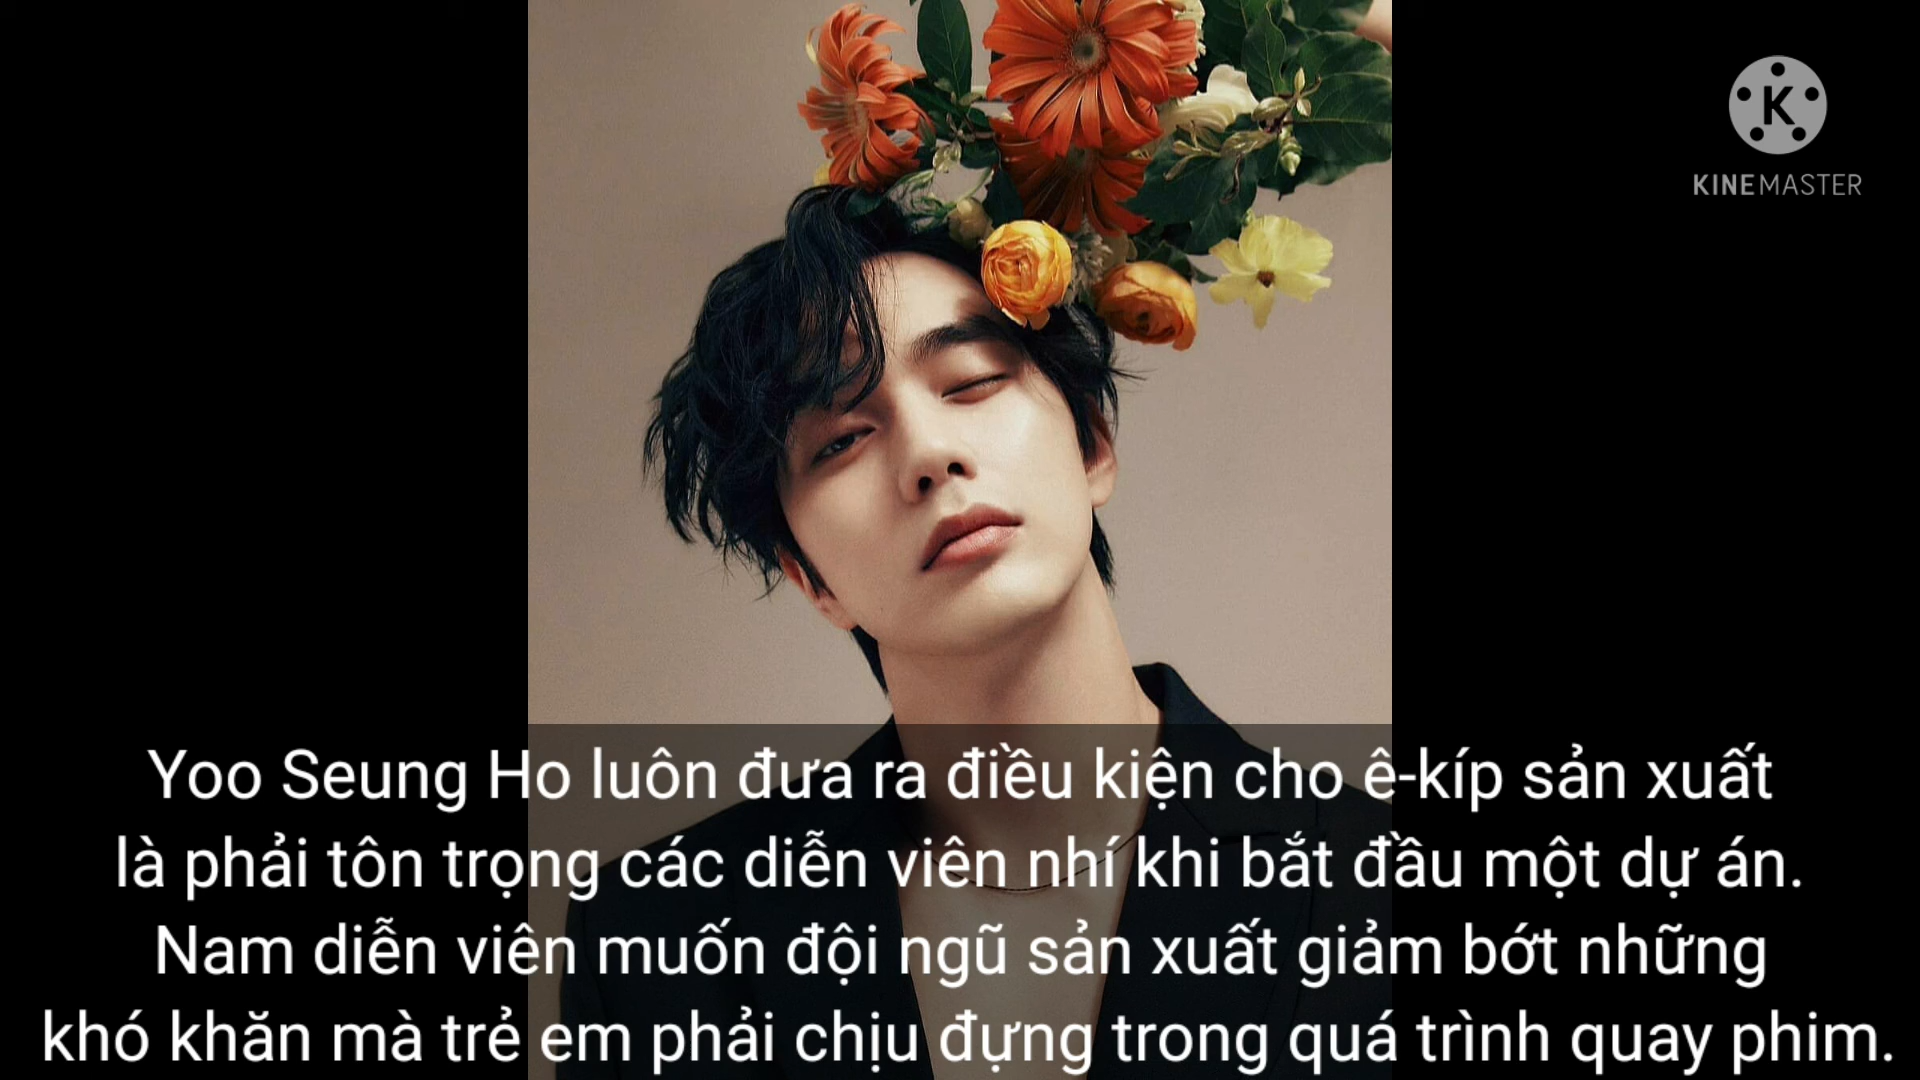 K
KINEMASTER
Yoo Seung Ho luôn đưa ra điều kiện cho ê-kíp sản xuất
là phải tôn trọng các diễn viên nhí khi bắt đầu một dự án.
Nam diễn viên muốn đội ngũ sản xuất giảm bớt những
khó khăn mà trẻ em phải chịu đựng trong quá trình quay phim.